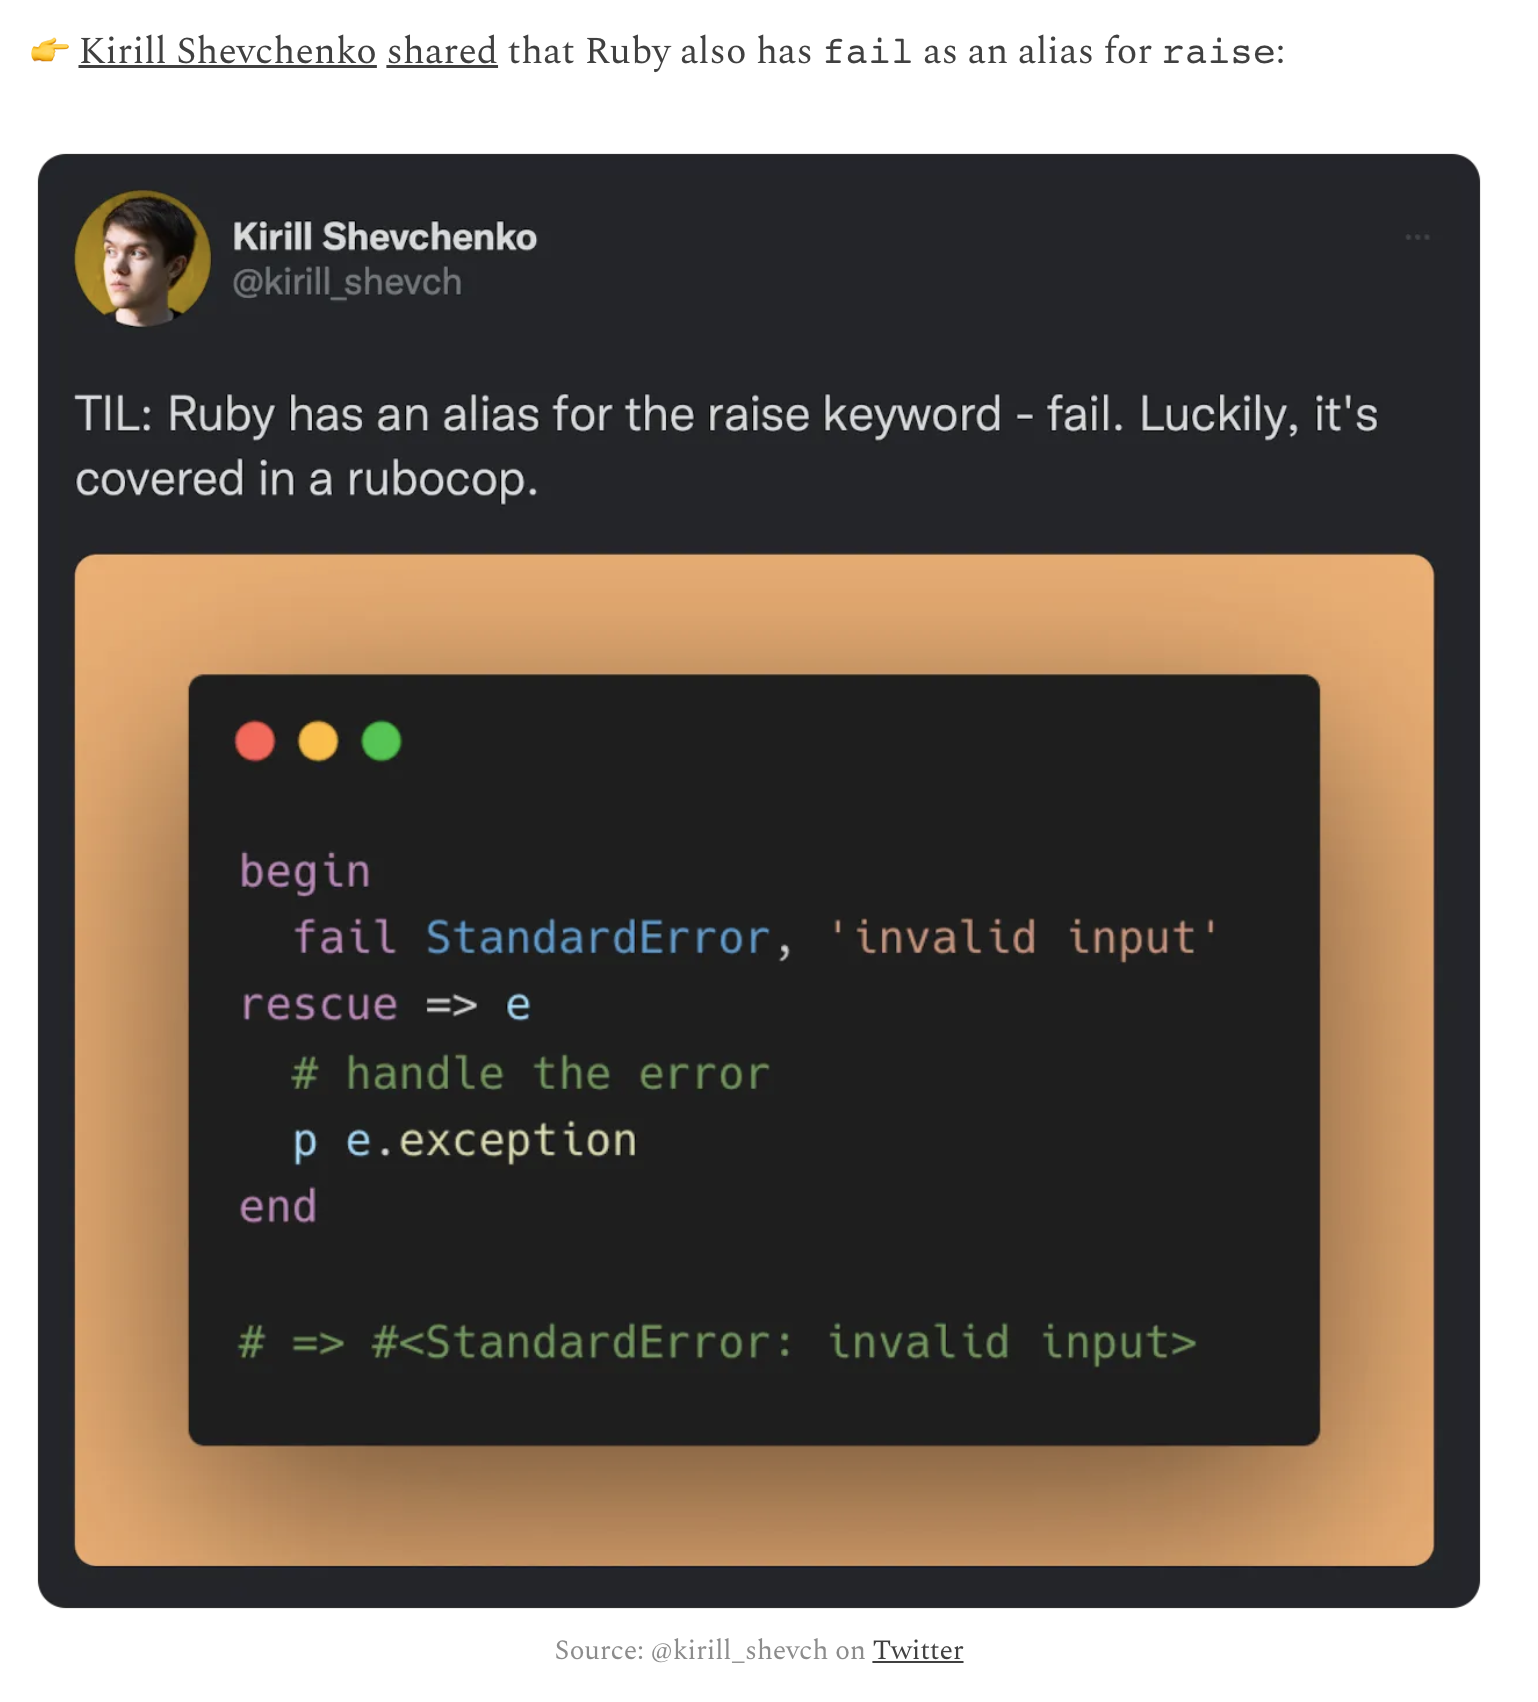 👉 Kirill Shevchenko shared that Ruby also has fail as an alias for raise:
Kirill Shevchenko
@kirill_shevch
TIL: Ruby has an alias for the raise keyword - fail. Luckily, it's
covered in a rubocop.
begin
  fail StandardError, 'invalid input'
rescue => e
  # handle the error
  p e.exception
end
# => #<StandardError: invalid input>
Source: @kirill_shevch on Twitter